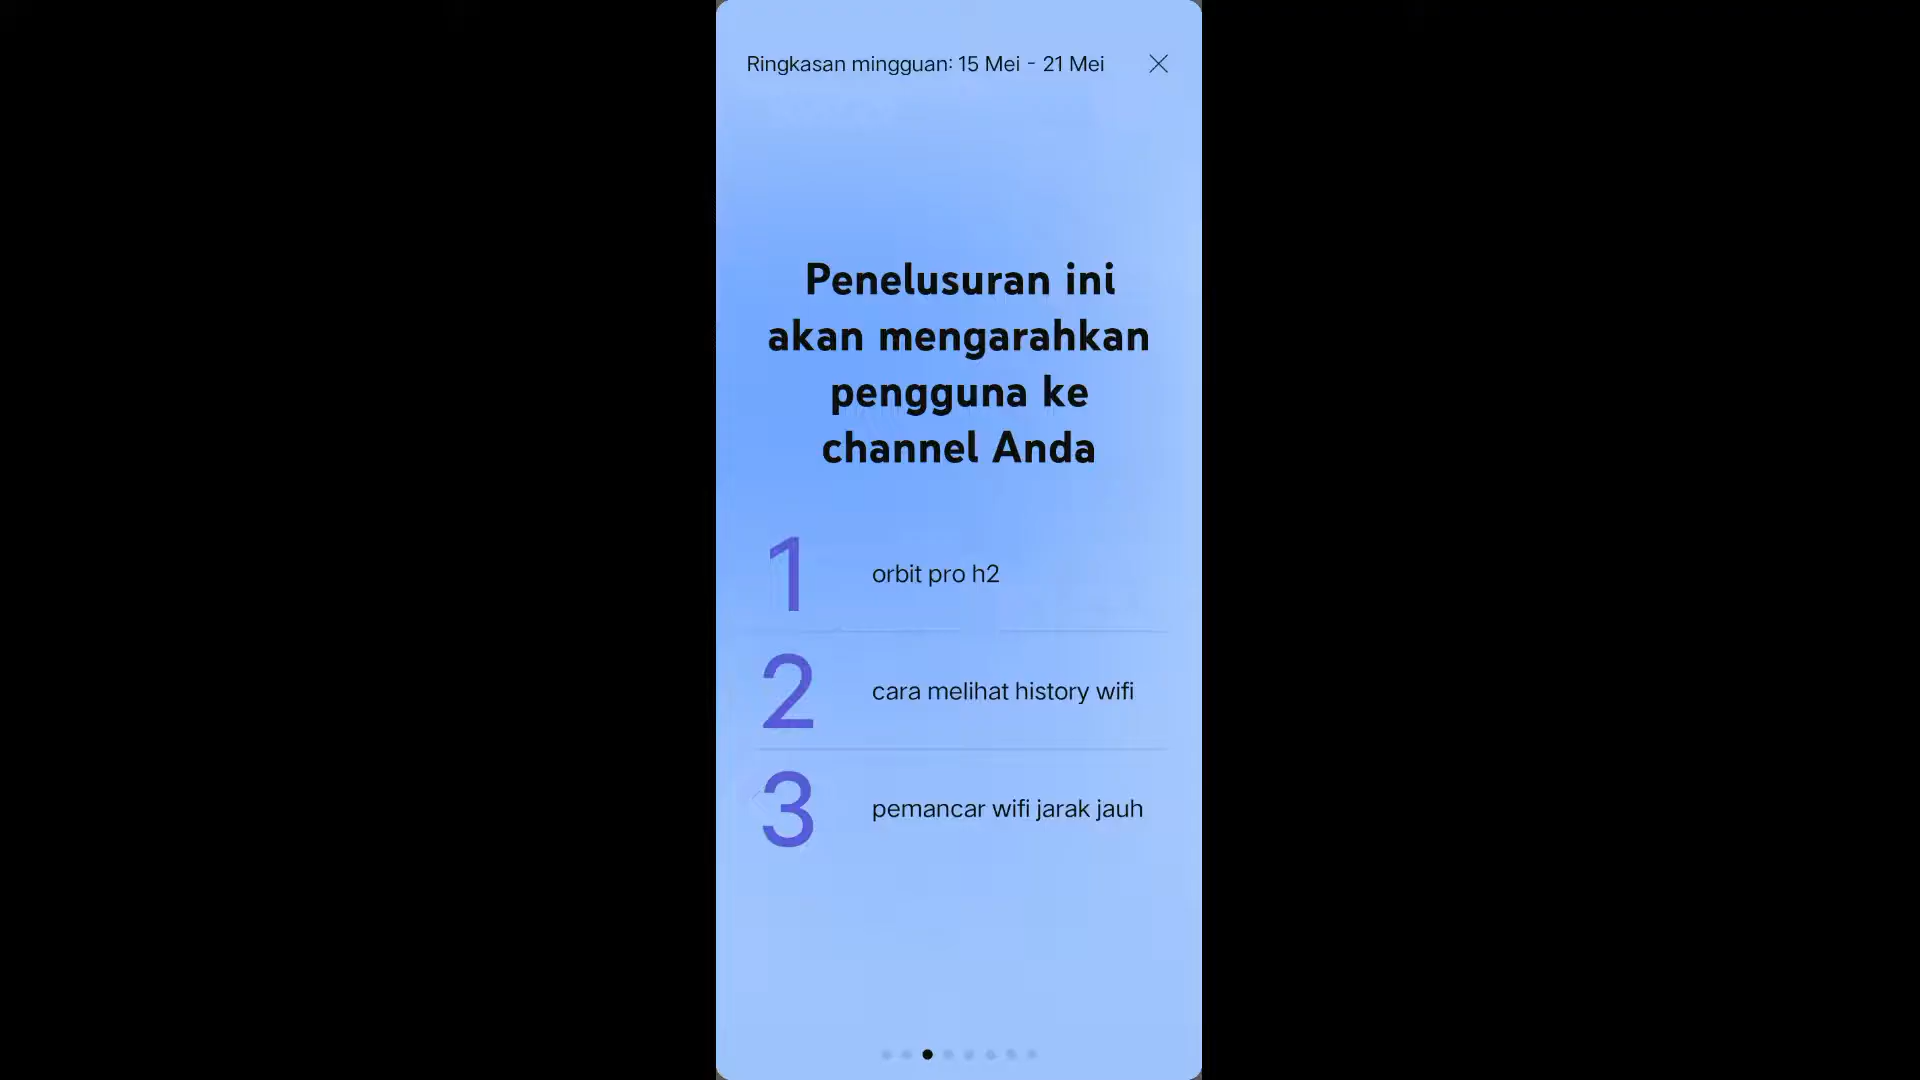 Ringkasan mingguan: 15 Mei - 21 Mei
Penelusuran ini
akan mengarahkan
pengguna ke
channel Anda
1 orbit pro h2
2 cara melihat history wifi
3 pemancar wifi jarak jauh